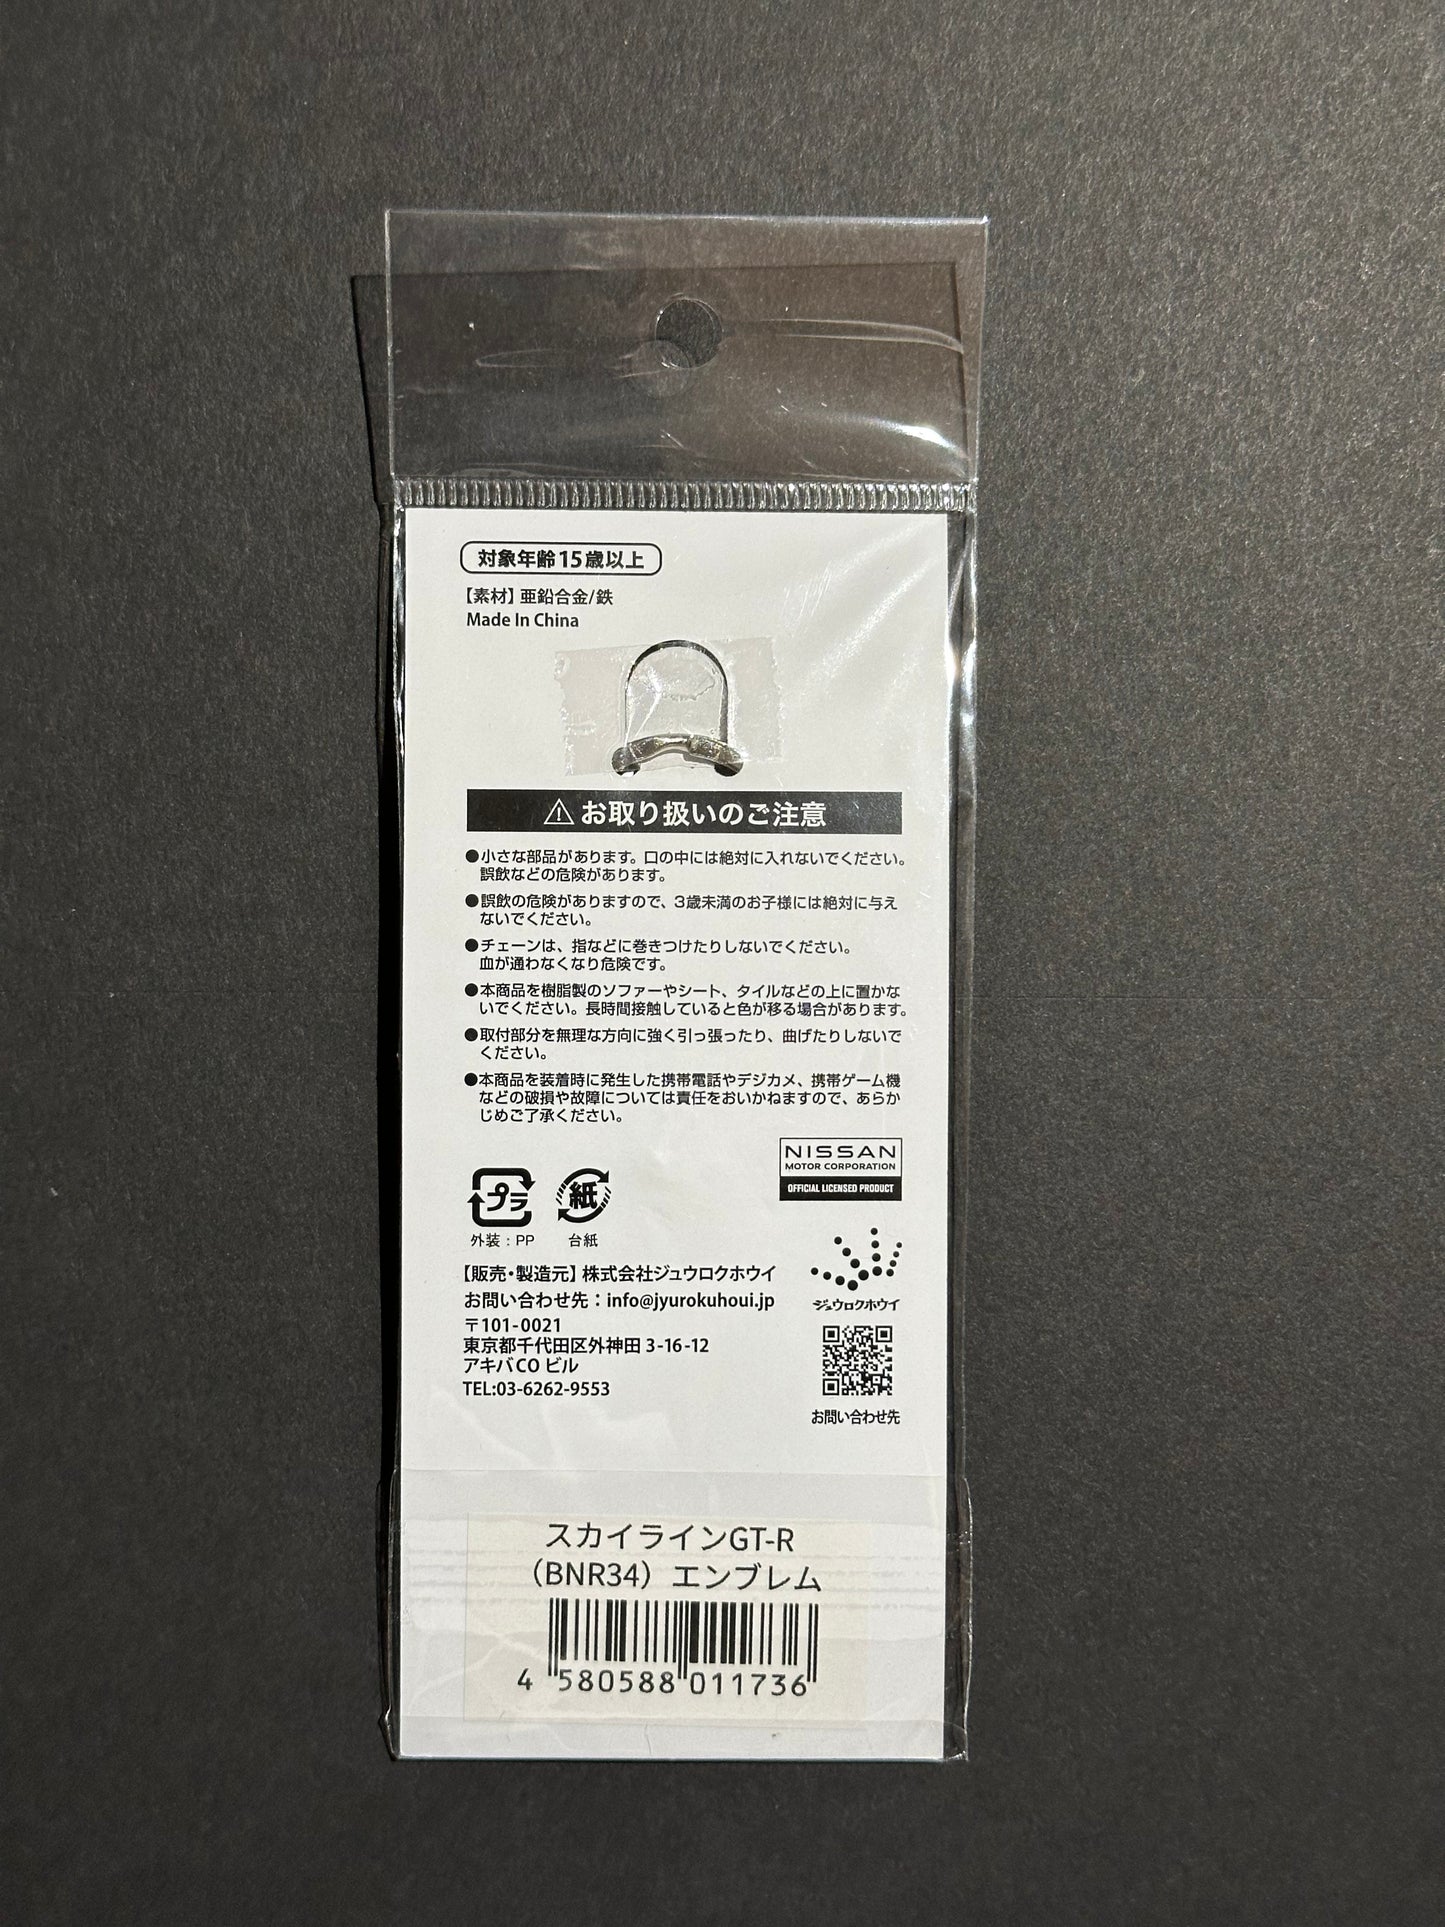 対象年齢15歳以上
【素材】亜鉛合金/鉄
Made In China
お取り扱いのご注意
●小さな部品があります。口の中には絶対に入れないでください。
誤飲などの危険があります。
●誤飲の危険がありますので、3歳未満のお子様には絶対に与え
ないでください。
●チェーンは、指などに巻きつけたりしないでください。
血が通わなくなり危険です。
●本商品を樹脂製のソファーやシート、タイルなどの上に置かな
いでください。長時間接触していると色が移る場合があります。
●取付部分を無理な方向に強く引っ張ったり、曲げたりしないで
ください。
●本商品を装着時に発生した携帯電話やデジカメ、携帯ゲーム機
などの破損や故障については責任をおいかねますので、あらか
じめご了承ください。
NISSAN
MOTOR CORPORATION
OFFICIAL LICENSED PRODUCT
プラ
紙
外装：PP
台紙
【販売・製造元】株式会社ジュウロクホウイ
お問い合わせ先：info@jyurokuhoui.jp
〒101-0021
東京都千代田区外神田 3-16-12
アキバCO ビル
TEL:03-6262-9553
ジュウロクホウイ
お問い合わせ先
スカイラインGT-R
（BNR34）エンブレム
4 580588 011736